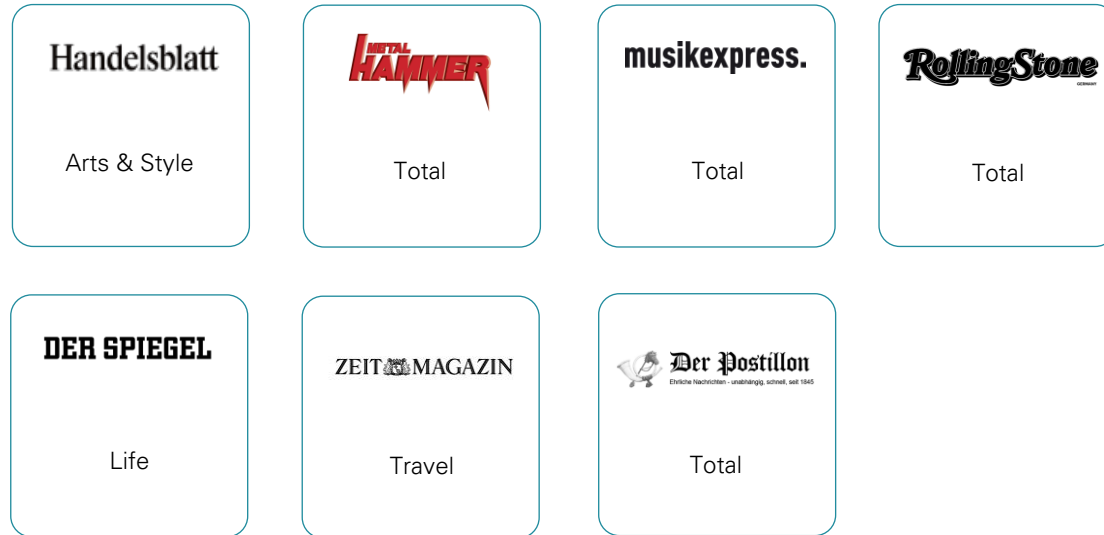 Handelsblatt
Arts & Style
METAL
HAMMER
Total
musikexpress.
Total
RollingStone
GERMANY
Total
DER SPIEGEL
Life
ZEIT MAGAZIN
Travel
Der Postillon
Ehrliche Nachrichten - unabhängig, schnell, seit 1845
Total